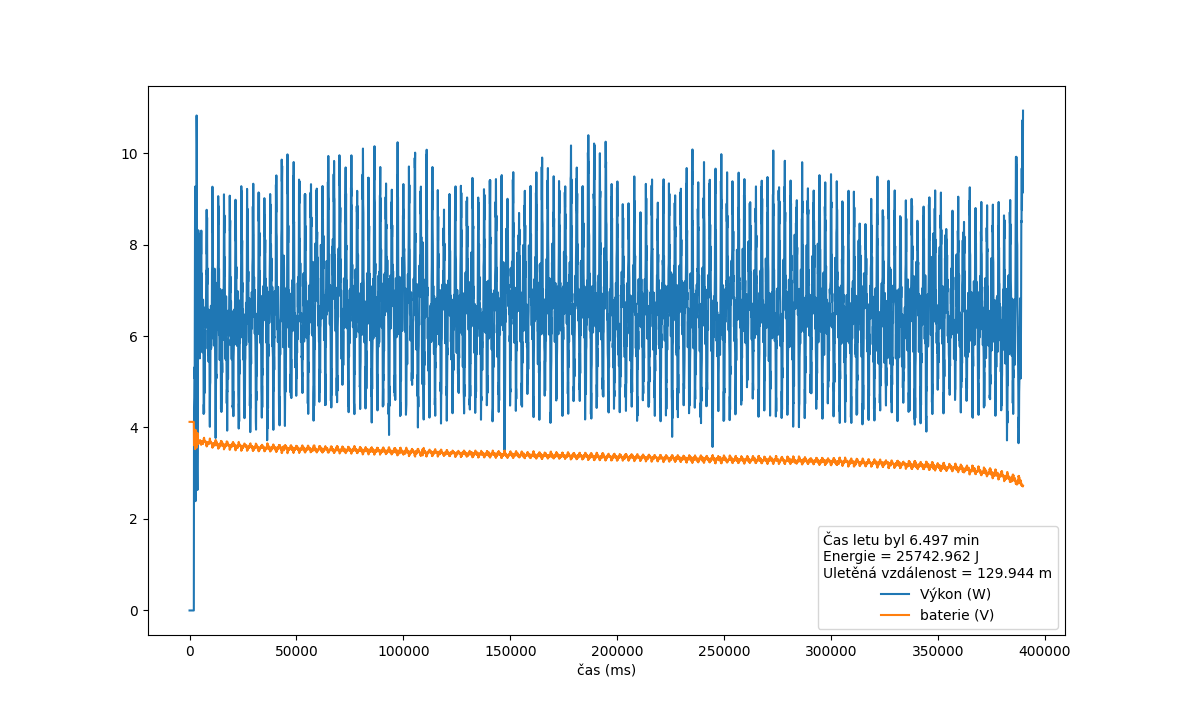 10
8
6
4
2
0
0 50000 100000 150000 200000 250000 300000 350000 400000
čas (ms)
Čas letu byl 6.497 min
Energie = 25742.962 J
Uletěná vzdálenost = 129.944 m
Výkon (W)
baterie (V)